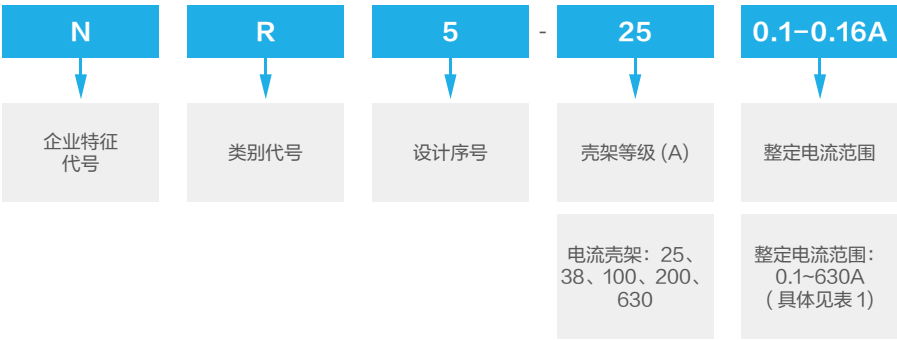 N R 5 - 25 0.1-0.16A
企业特征
代号
类别代号
设计序号
壳架等级 (A)
整定电流范围
电流壳架：25、
38、100、200、
630
整定电流范围：
0.1~630A
( 具体见表 1)